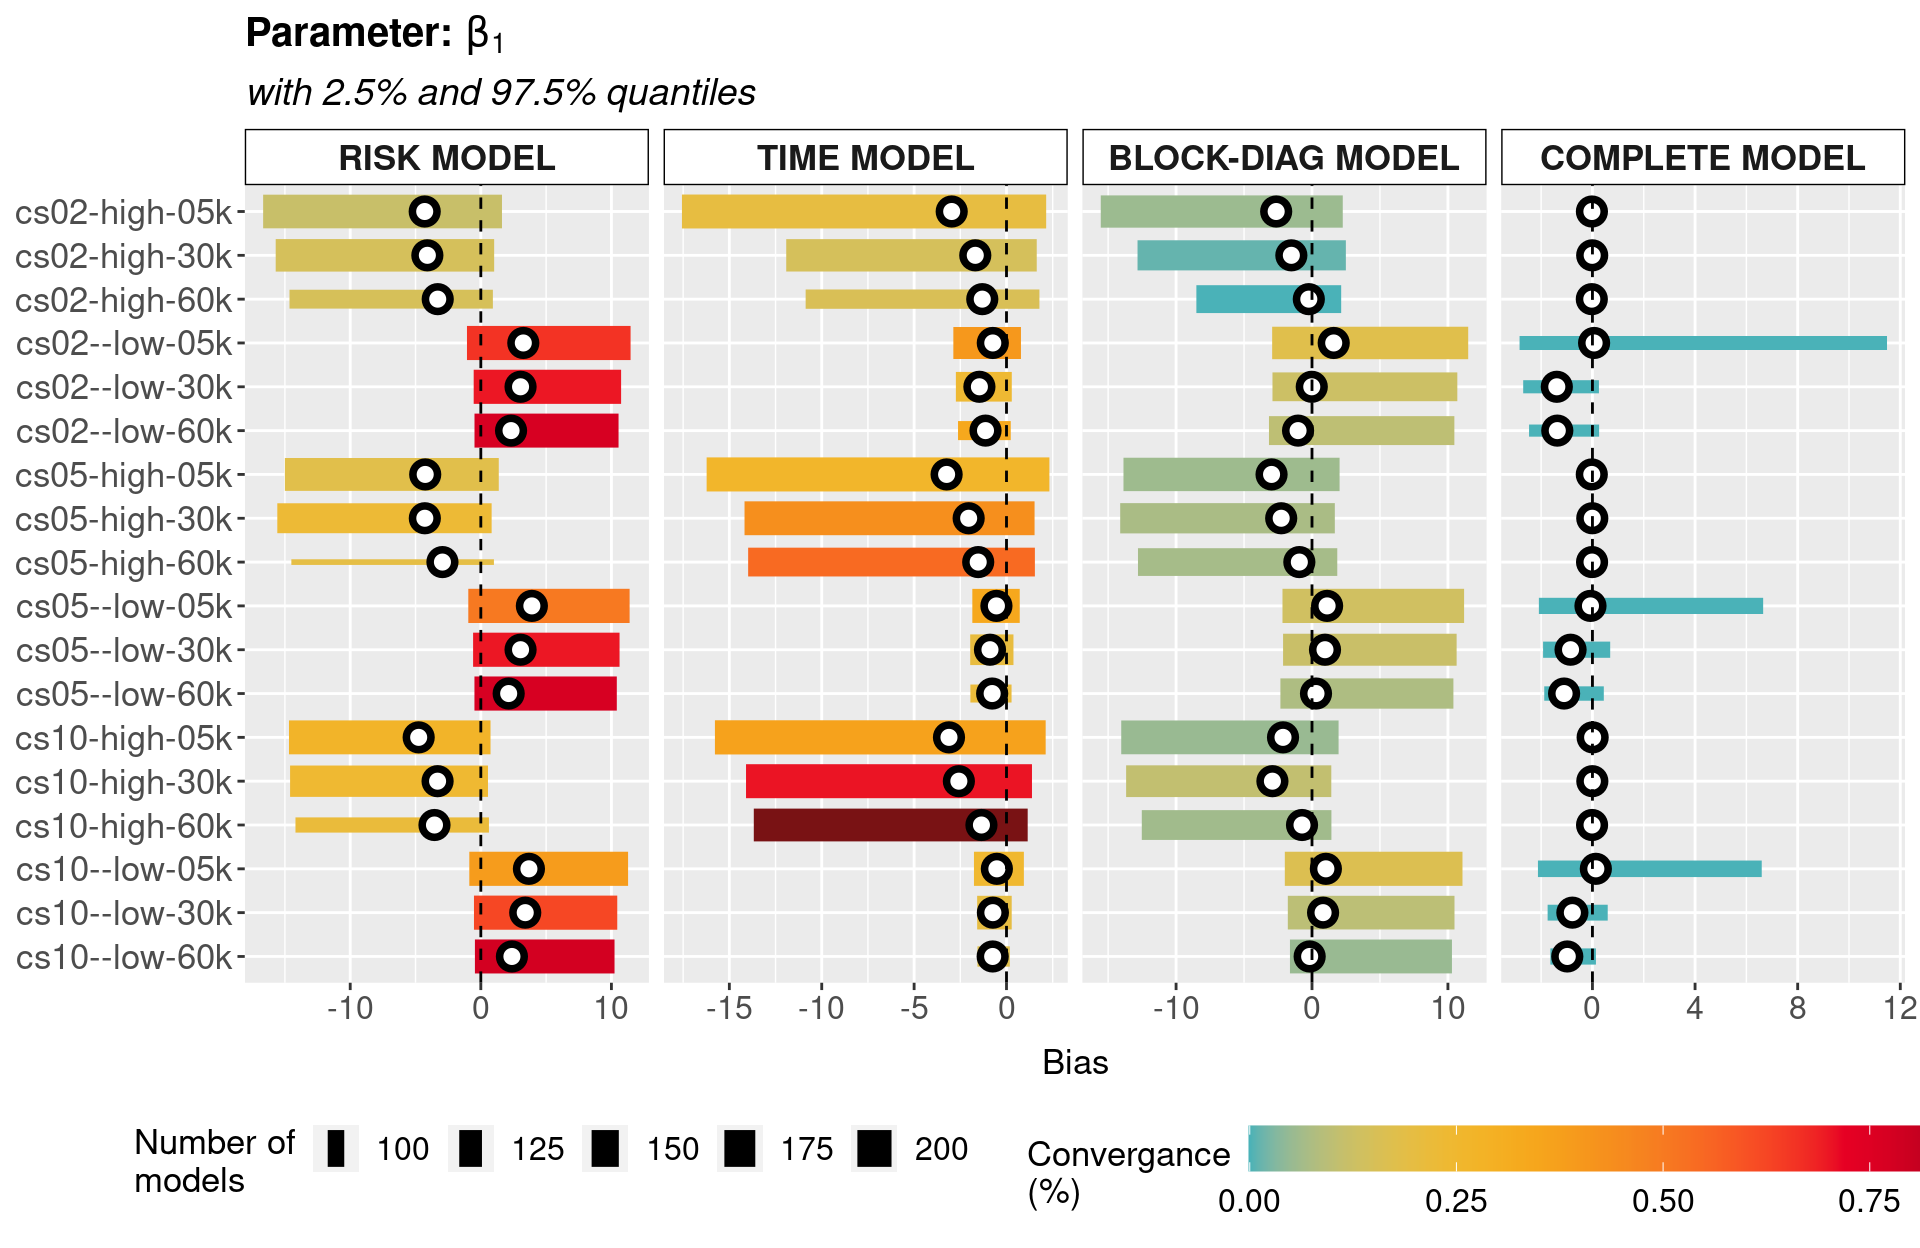 Parameter: β₁
with 2.5% and 97.5% quantiles
RISK MODEL TIME MODEL BLOCK-DIAG MODEL COMPLETE MODEL
cs02-high-05k
cs02-high-30k
cs02-high-60k
cs02--low-05k
cs02--low-30k
cs02--low-60k
cs05-high-05k
cs05-high-30k
cs05-high-60k
cs05--low-05k
cs05--low-30k
cs05--low-60k
cs10-high-05k
cs10-high-30k
cs10-high-60k
cs10--low-05k
cs10--low-30k
cs10--low-60k
-10 0 10 -15 -10 -5 0 -10 0 10 0 4 8 12
Bias
Number of
models
100 125 150 175 200
Convergance
(%)
0.00 0.25 0.50 0.75